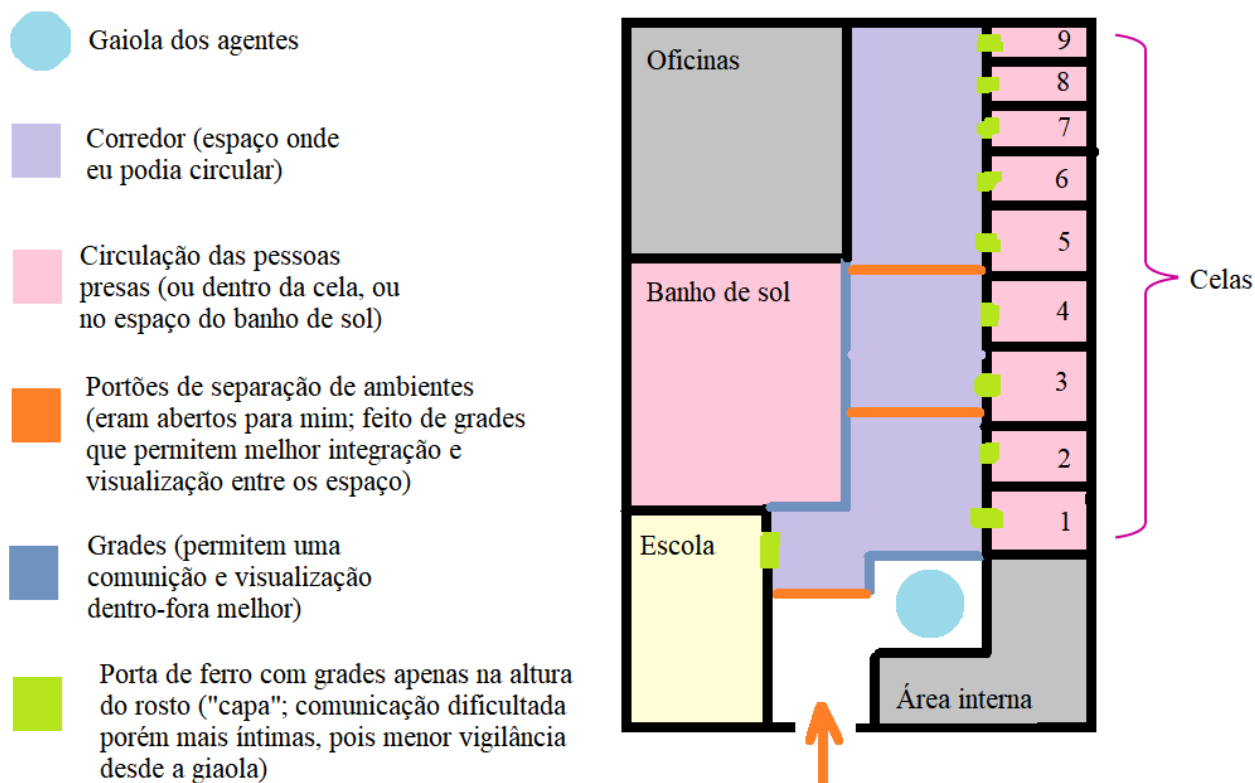 Gaiola dos agentes
Corredor (espaço onde
eu podia circular)
Circulação das pessoas
presas (ou dentro da cela, ou
no espaço do banho de sol)
Portões de separação de ambientes
(eram abertos para mim; feito de grades
que permitem melhor integração e
visualização entre os espaço)
Grades (permitem uma
comunição e visualização
dentro-fora melhor)
Porta de ferro com grades apenas na altura
do rosto ("capa"; comunicação dificultada
porém mais íntimas, pois menor vigilância
desde a giaola)
Oficinas
Banho de sol
Escola
Área interna
9
8
7
6
5
4
3
2
1
Celas